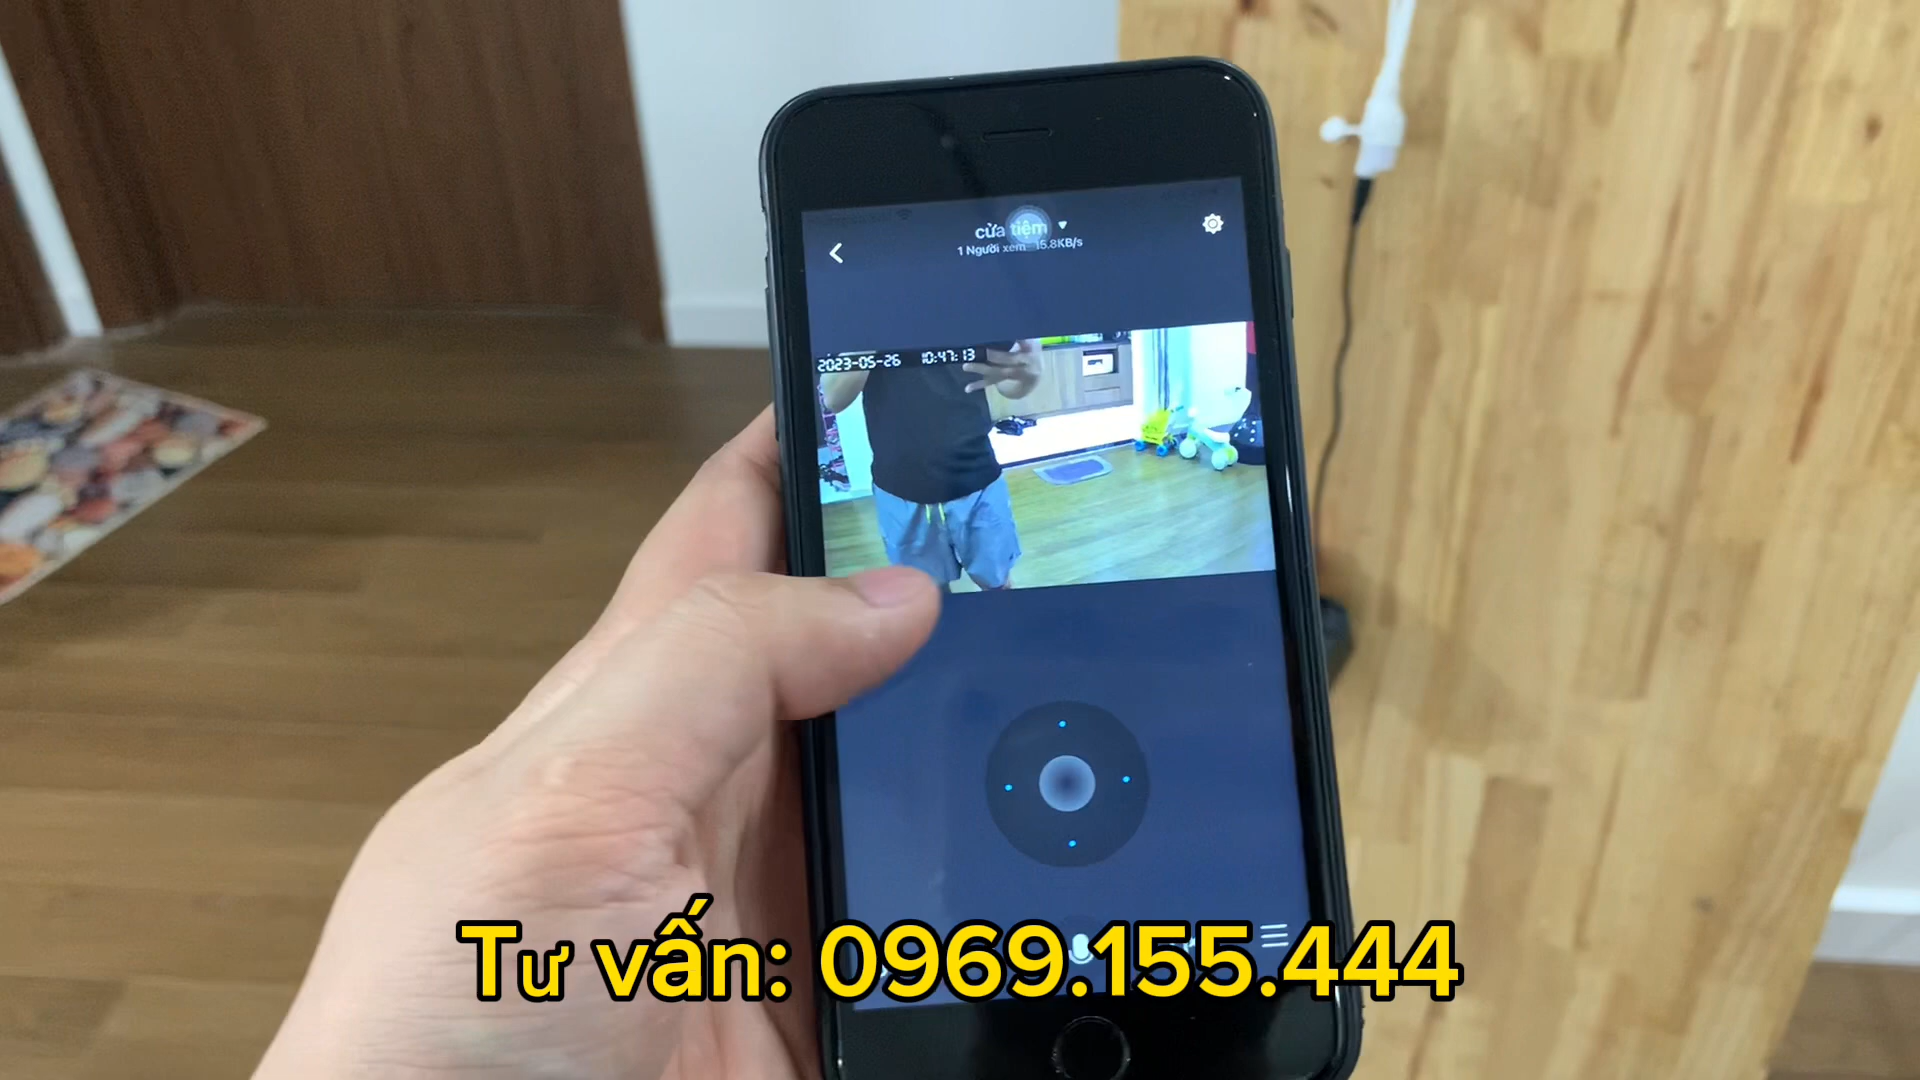 cửa tiệm
1 Người xem 15.8KB/s
2023-05-26 10:47:13
Tư vấn: 0969.155.444